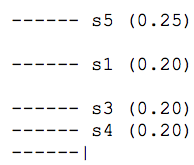 ------ s5 (0.25)
------ s1 (0.20)
------ s3 (0.20)
------ s4 (0.20)
------|